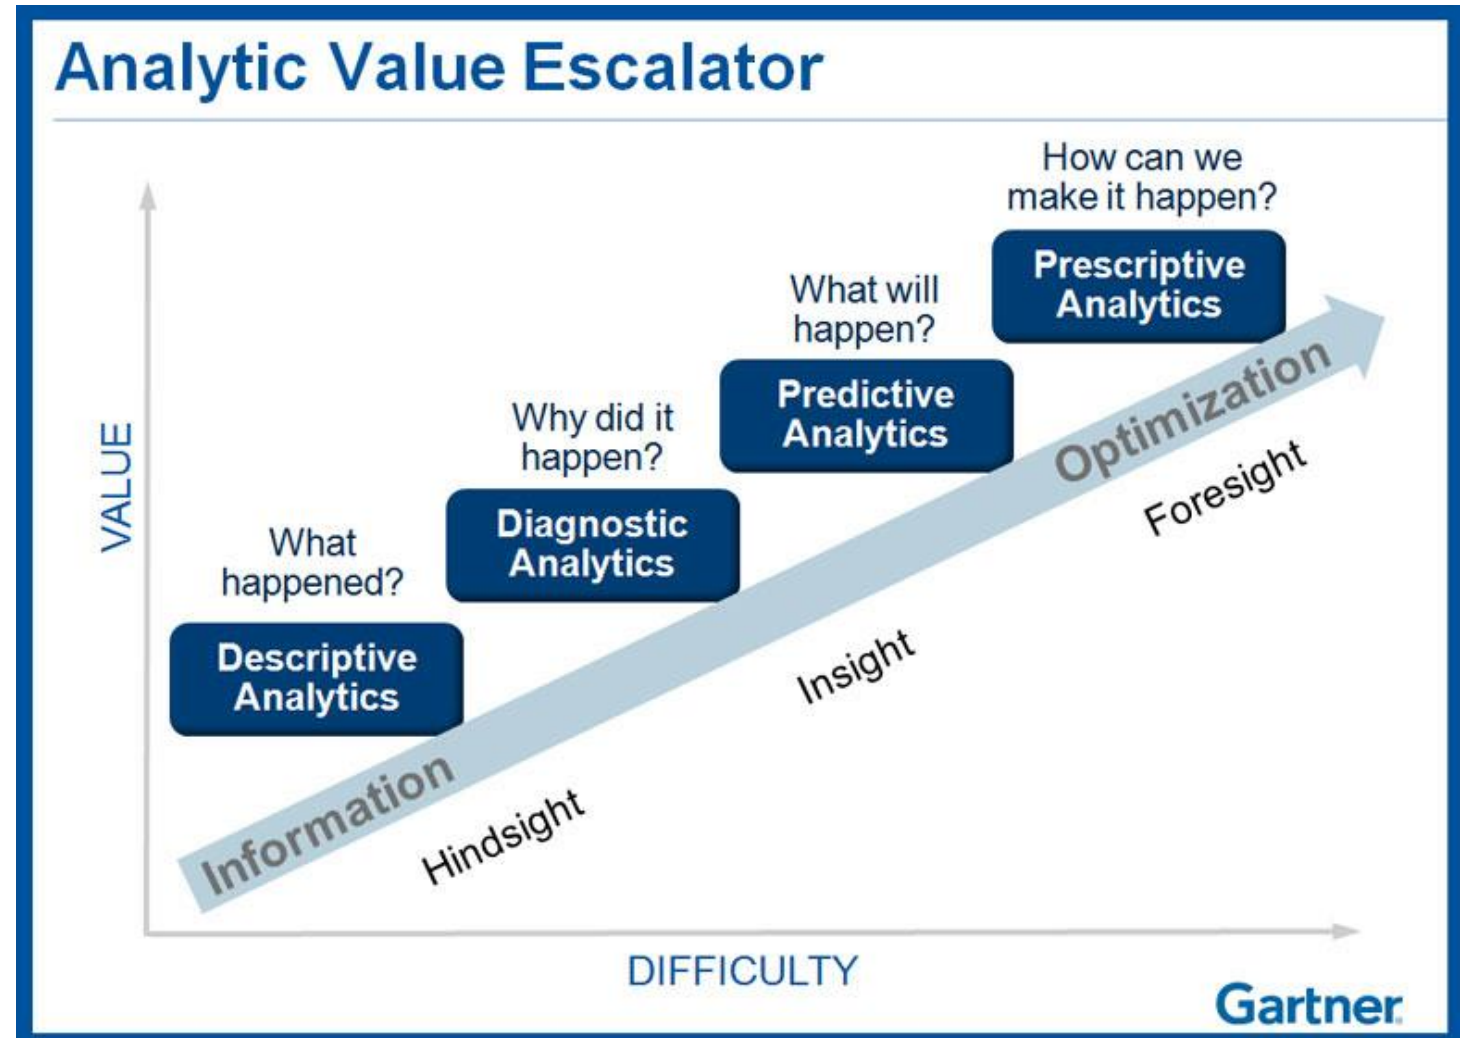 Analytic Value Escalator
How can we
make it happen?
Prescriptive
Analytics
What will
happen?
Predictive
Analytics
Why did it
happen?
Diagnostic
Analytics
What
happened?
Descriptive
Analytics
VALUE
Information
Optimization
Hindsight
Insight
Foresight
DIFFICULTY
Gartner